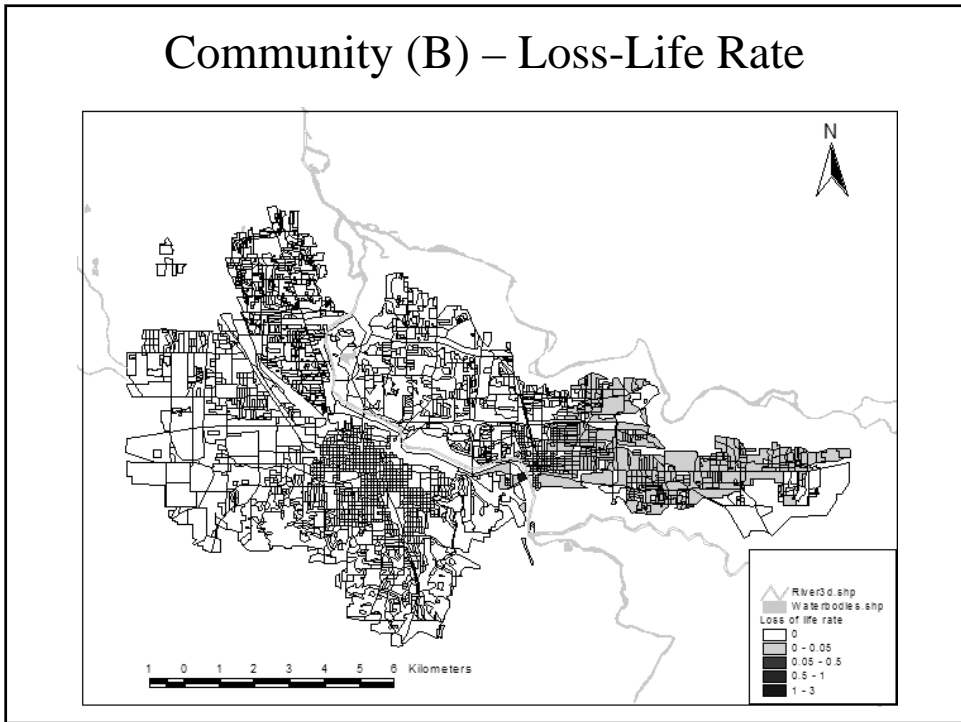 Community (B) – Loss-Life Rate
N
River3d.shp
Waterbodies.shp
Loss of life rate
0
0 - 0.05
0.05 - 0.5
0.5 - 1
1 - 3
1 0 1 2 3 4 5 6 Kilometers